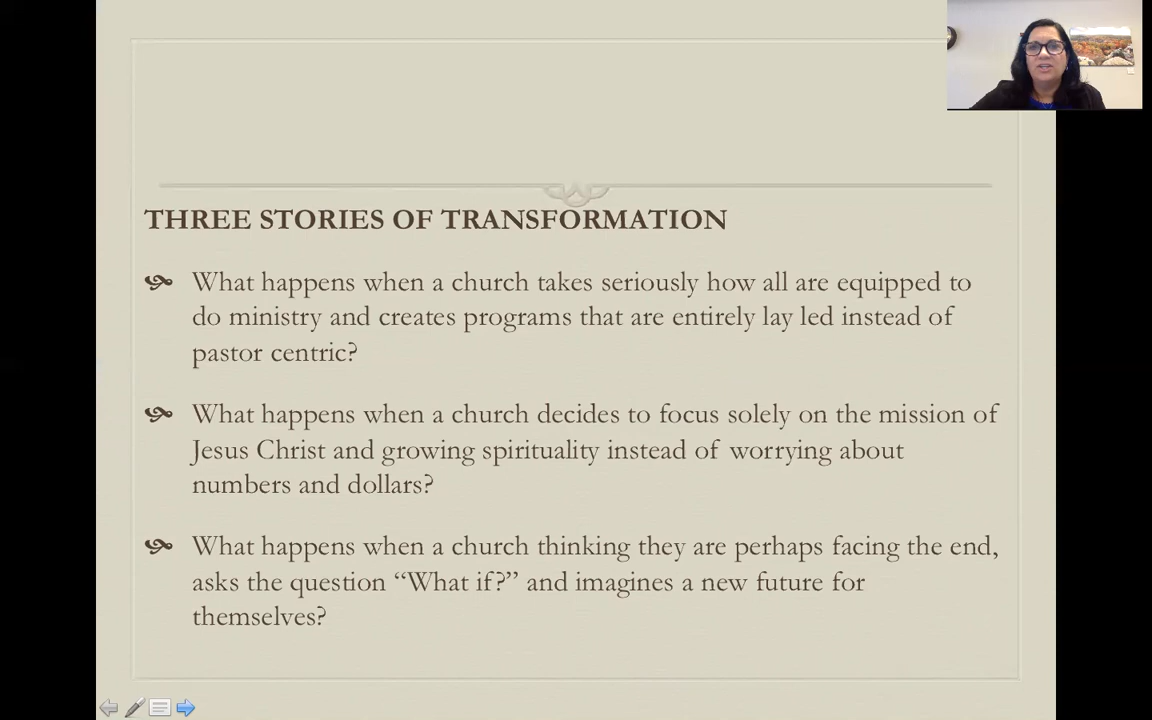 THREE STORIES OF TRANSFORMATION
What happens when a church takes seriously how all are equipped to
do ministry and creates programs that are entirely lay led instead of
pastor centric?
What happens when a church decides to focus solely on the mission of
Jesus Christ and growing spirituality instead of worrying about
numbers and dollars?
What happens when a church thinking they are perhaps facing the end,
asks the question “What if?” and imagines a new future for
themselves?